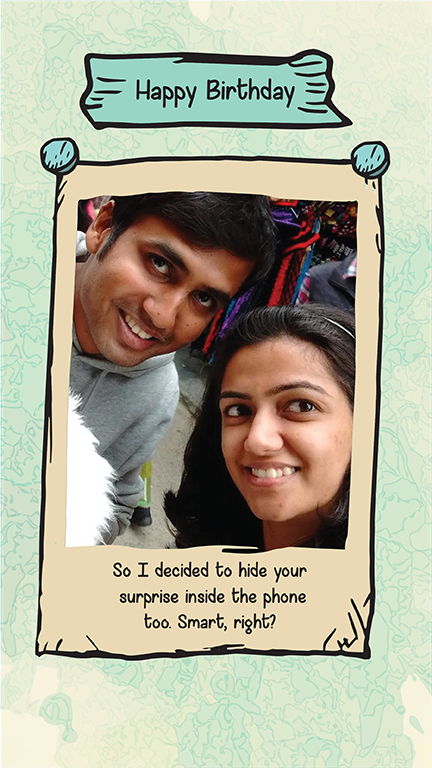 Happy Birthday
So I decided to hide your
surprise inside the phone
too. Smart, right?